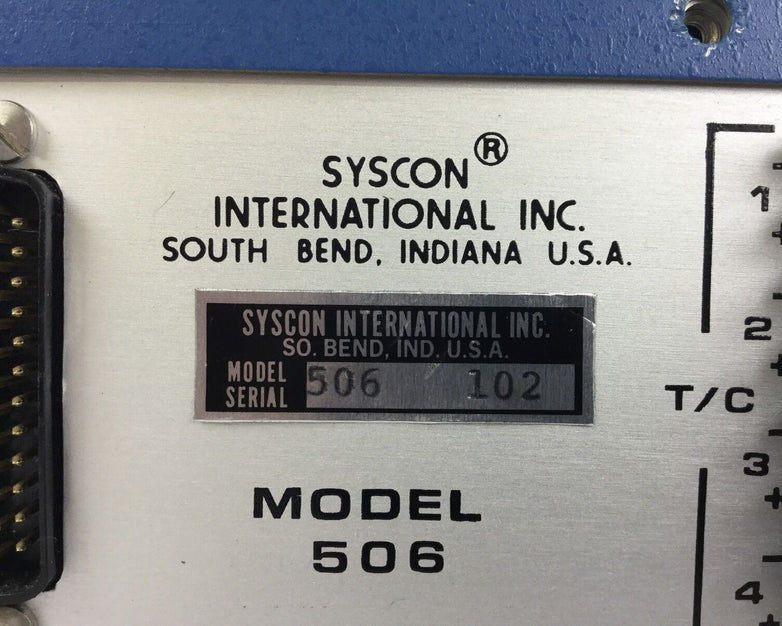 SYSCON®
INTERNATIONAL INC.
SOUTH BEND, INDIANA U.S.A.
SYSCON INTERNATIONAL INC.
SO. BEND, IND. U.S.A.
MODEL
SERIAL
506 102
MODEL
506
1
+
-
2
+
T/C
-
3
+
-
4
+